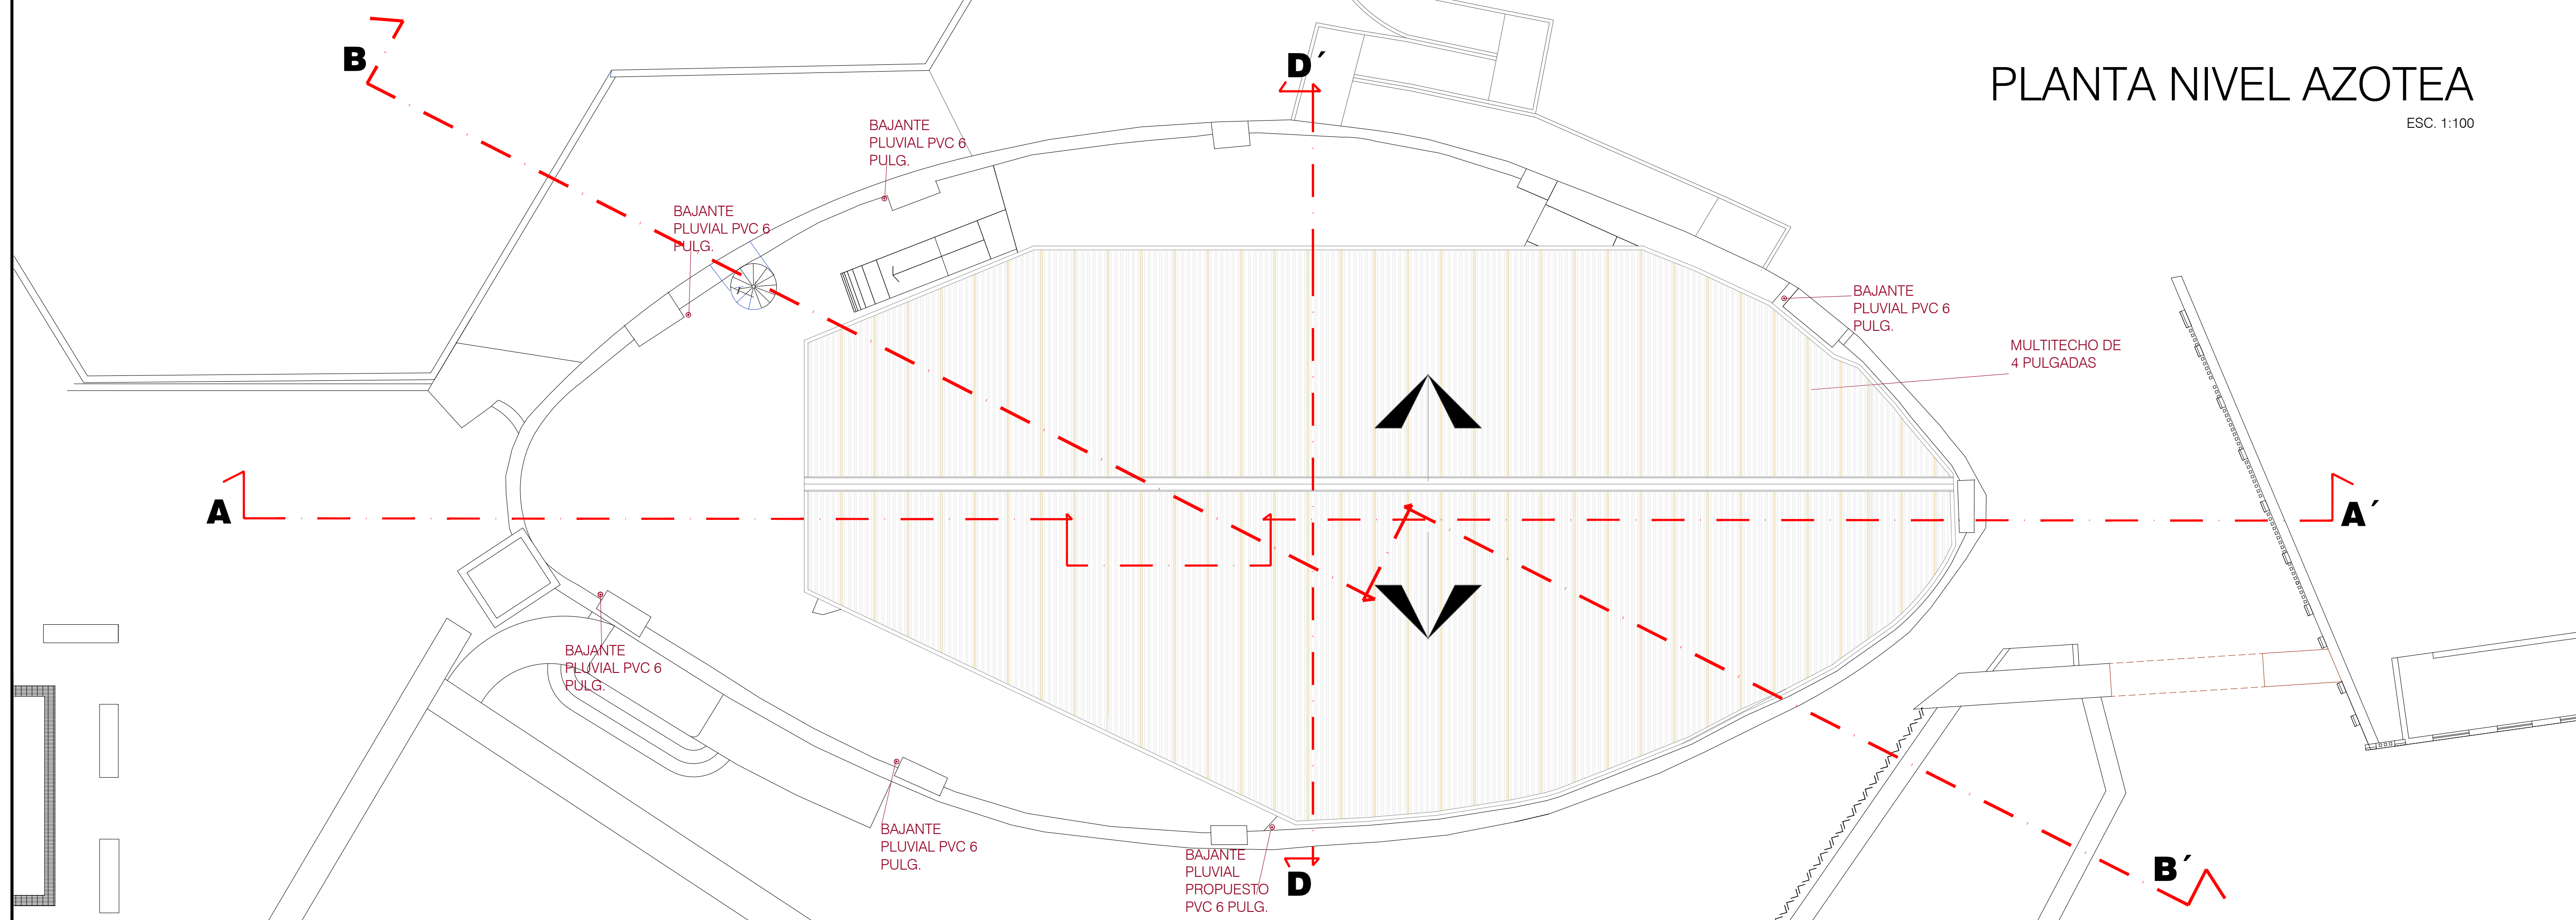 PLANTA NIVEL AZOTEA
ESC. 1:100
B
D´
BAJANTE
PLUVIAL PVC 6
PULG.
BAJANTE
PLUVIAL PVC 6
PULG.
BAJANTE
PLUVIAL PVC 6
PULG.
MULTITECHO DE
4 PULGADAS
A
A´
BAJANTE
PLUVIAL PVC 6
PULG.
BAJANTE
PLUVIAL PVC 6
PULG.
BAJANTE
PLUVIAL
PROPUESTO
PVC 6 PULG.
D
B´